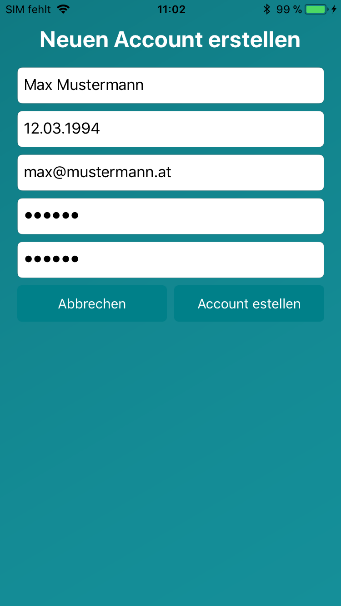 SIM fehlt 11:02 99 %
Neuen Account erstellen
Max Mustermann
12.03.1994
max@mustermann.at
●●●●●●
●●●●●●
Abbrechen Account estellen